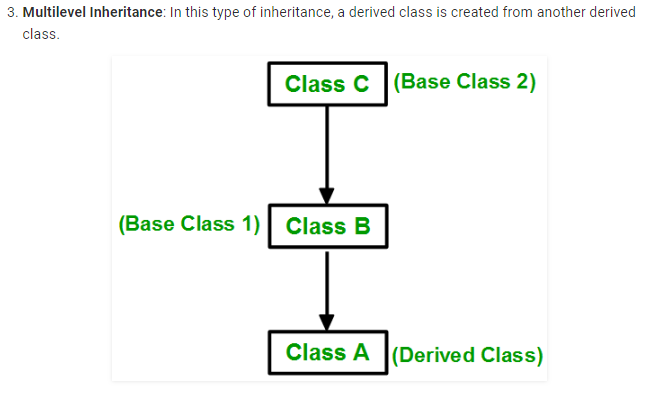 3. Multilevel Inheritance: In this type of inheritance, a derived class is created from another derived
class.
Class C (Base Class 2)
(Base Class 1) Class B
Class A (Derived Class)